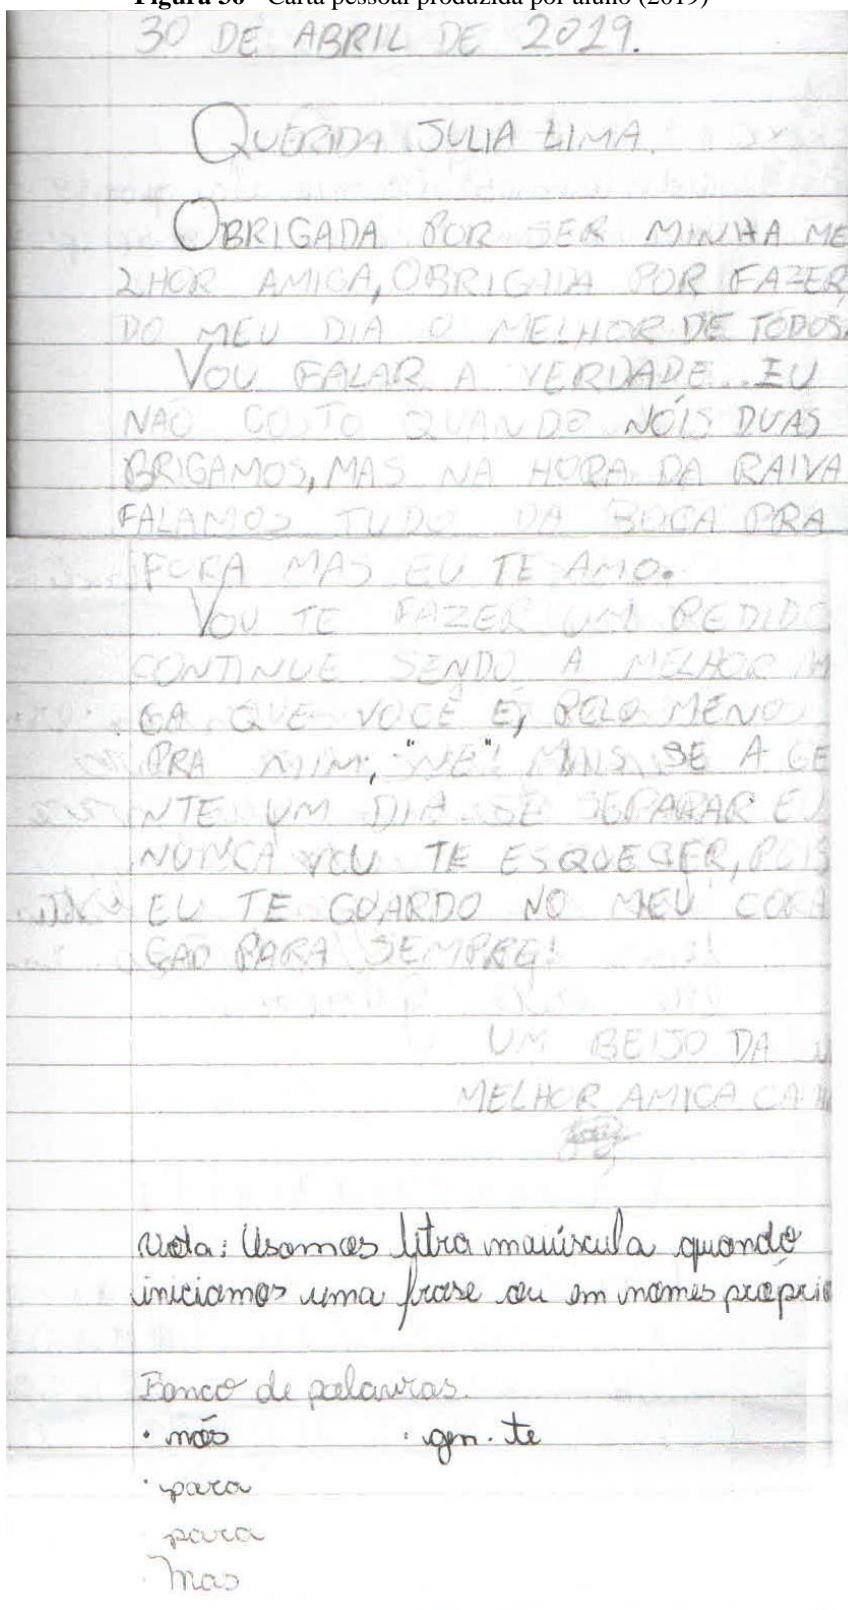 Figura 56 - Carta pessoal produzida por aluno (2019)
30 DE ABRIL DE 2019.
QUERIDA JULIA LIMA.
OBRIGADA POR SER MINHA ME
LHOR AMIGA, OBRIGADA POR FAZER
DO MEU DIA O MELHOR DE TODOS.
VOU FALAR A VERDADE... EU
NÃO GOSTO QUANDO NÓIS DUAS
BRIGAMOS, MAS NA HORA DA RAIVA
FALAMOS TUDO DA BOCA PRA
FORA MAS EU TE AMO.
VOU TE FAZER UM PEDIDO
CONTINUE SENDO A MELHOR
GA QUE VOCÊ É, PELO MENO
PRA MIM, "NÉ"! MAIS SE A GE
NTE UM DIA SE SEPARAR EU
NUNCA VOU TE ESQUECER, POIS
EU TE GUARDO NO MEU CORA
ÇÃO PARA SEMPRE!
UM BEIJO DA
MELHOR AMIGA
Nota: Usamos letra maiúscula quando
iniciamos uma frase ou em nomes próprio
Banco de palavras.
· nós · gen-te
· para
para
· Mas